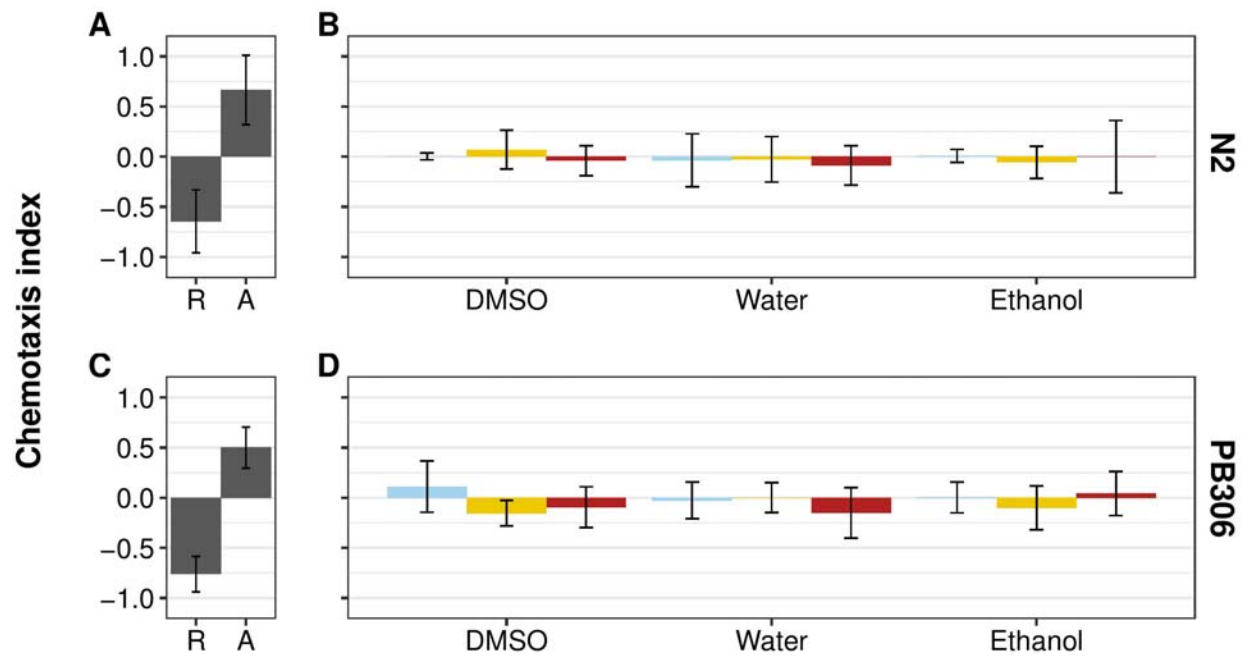 A
B
1.0
0.5
0.0
−0.5
−1.0
R A
DMSO Water Ethanol
N2
Chemotaxis index
C
D
1.0
0.5
0.0
−0.5
−1.0
R A
DMSO Water Ethanol
PB306